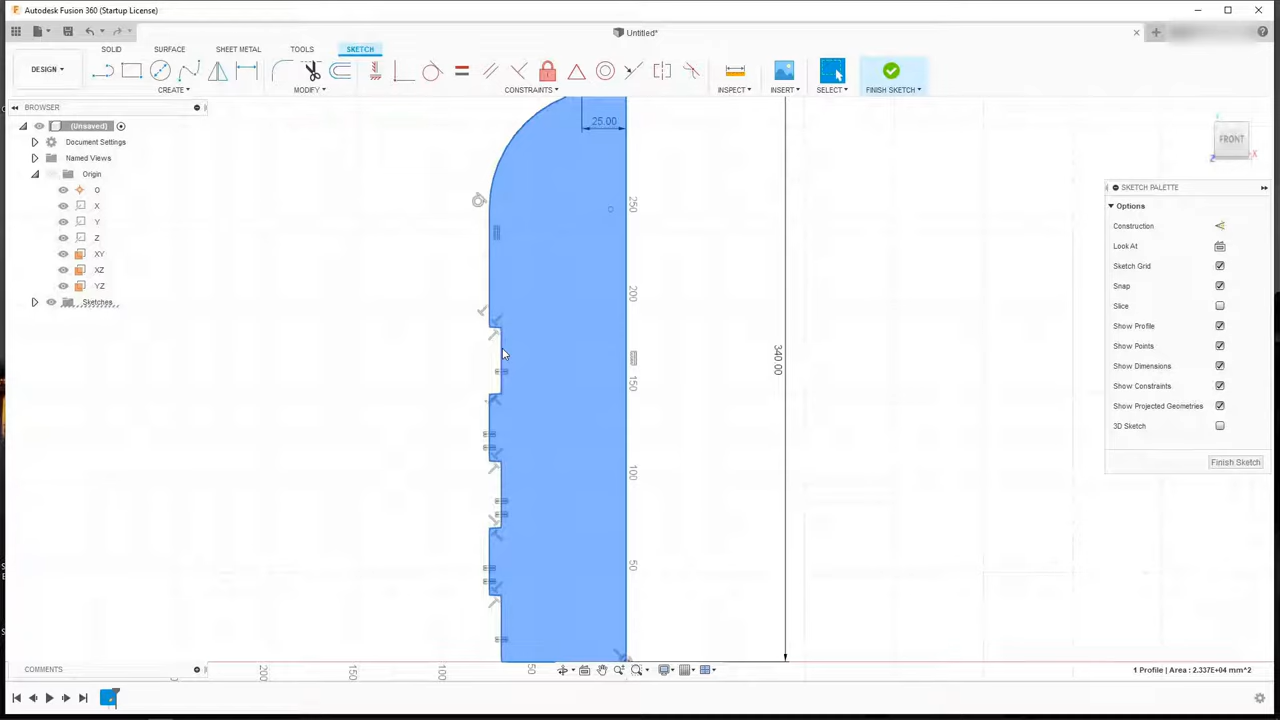 Autodesk Fusion 360 (Startup License)
Untitled*
SOLID SURFACE SHEET METAL TOOLS SKETCH
DESIGN
CREATE MODIFY CONSTRAINTS INSPECT INSERT SELECT FINISH SKETCH
BROWSER
(Unsaved)
Document Settings
Named Views
Origin
O
X
Y
Z
XY
XZ
YZ
Sketches
25.00
250
200
150
100
50
340.00
FRONT
X
Z
SKETCH PALETTE
Options
Construction
Look At
Sketch Grid
Snap
Slice
Show Profile
Show Points
Show Dimensions
Show Constraints
Show Projected Geometries
3D Sketch
Finish Sketch
200 150 100 50
COMMENTS
1 Profile | Area : 2.337E+04 mm^2